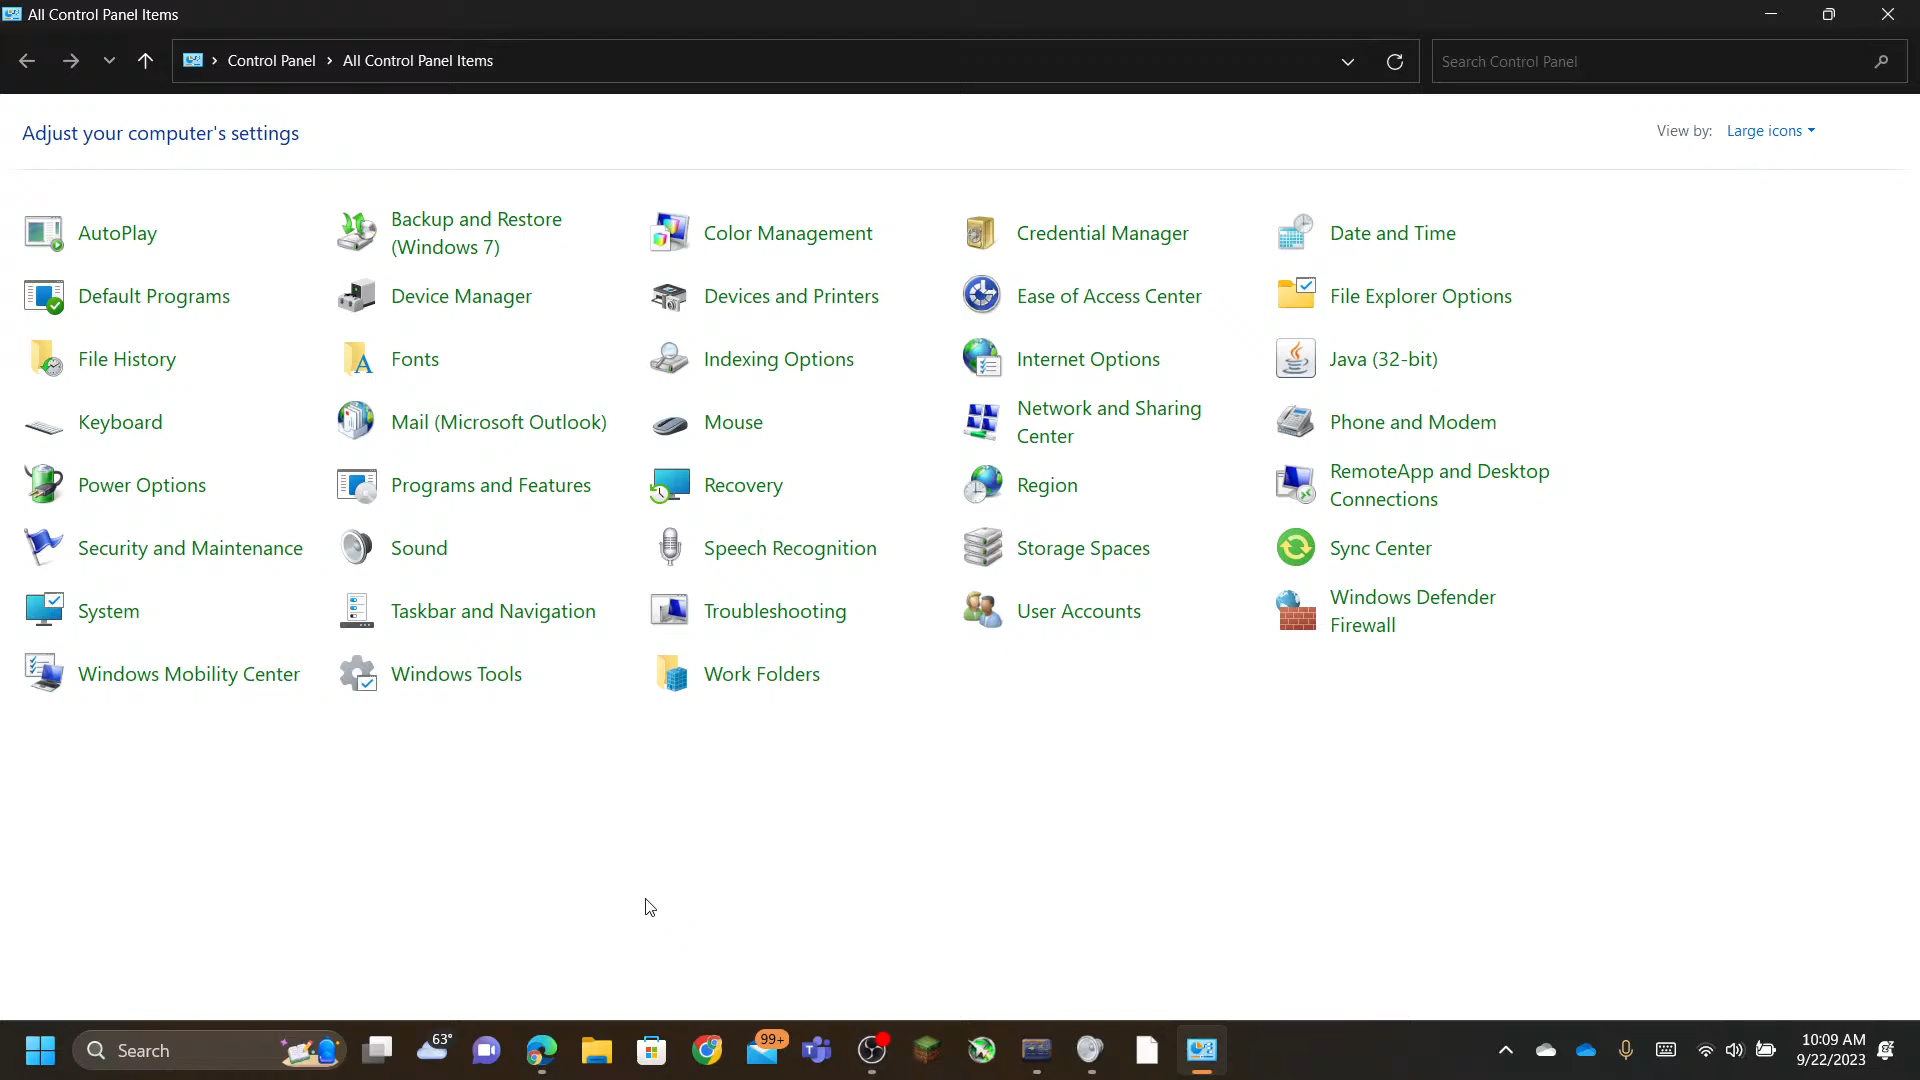 All Control Panel Items
Control Panel
All Control Panel Items
Search Control Panel
Adjust your computer's settings
View by:
Large icons
AutoPlay
Backup and Restore
(Windows 7)
Color Management
Credential Manager
Date and Time
Default Programs
Device Manager
Devices and Printers
Ease of Access Center
File Explorer Options
File History
Fonts
Indexing Options
Internet Options
Java (32-bit)
Keyboard
Mail (Microsoft Outlook)
Mouse
Network and Sharing
Center
Phone and Modem
Power Options
Programs and Features
Recovery
Region
RemoteApp and Desktop
Connections
Security and Maintenance
Sound
Speech Recognition
Storage Spaces
Sync Center
System
Taskbar and Navigation
Troubleshooting
User Accounts
Windows Defender
Firewall
Windows Mobility Center
Windows Tools
Work Folders
Search
63°
99+
10:09 AM
9/22/2023